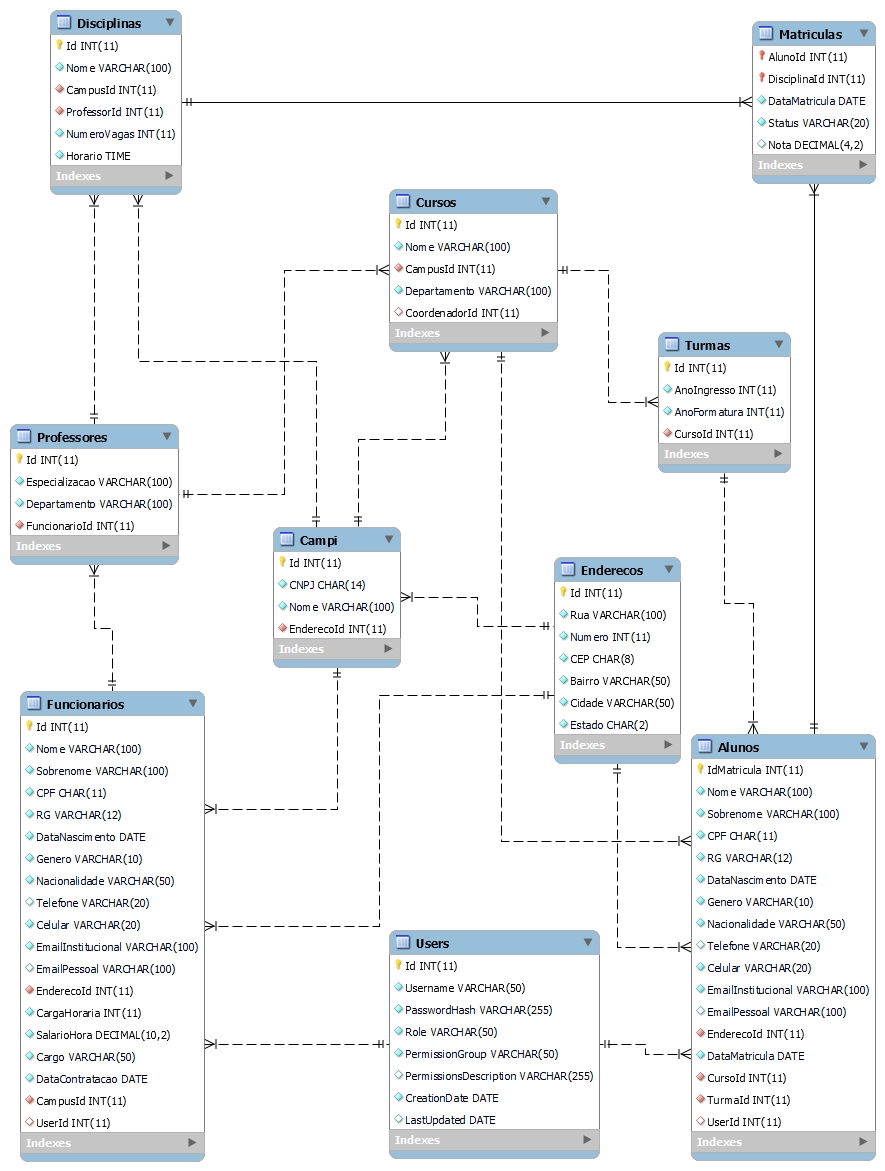 Disciplinas
Id INT(11)
Nome VARCHAR(100)
CampusId INT(11)
ProfessorId INT(11)
NumeroVagas INT(11)
Horario TIME
Indexes
Matriculas
AlunoId INT(11)
DisciplinaId INT(11)
DataMatricula DATE
Status VARCHAR(20)
Nota DECIMAL(4,2)
Indexes
Cursos
Id INT(11)
Nome VARCHAR(100)
CampusId INT(11)
Departamento VARCHAR(100)
CoordenadorId INT(11)
Indexes
Turmas
Id INT(11)
AnoIngresso INT(11)
AnoFormatura INT(11)
CursoId INT(11)
Indexes
Professores
Id INT(11)
Especializacao VARCHAR(100)
Departamento VARCHAR(100)
FuncionarioId INT(11)
Indexes
Campi
Id INT(11)
CNPJ CHAR(14)
Nome VARCHAR(100)
EnderecoId INT(11)
Indexes
Enderecos
Id INT(11)
Rua VARCHAR(100)
Numero INT(11)
CEP CHAR(8)
Bairro VARCHAR(50)
Cidade VARCHAR(50)
Estado CHAR(2)
Indexes
Funcionarios
Id INT(11)
Nome VARCHAR(100)
Sobrenome VARCHAR(100)
CPF CHAR(11)
RG VARCHAR(12)
DataNascimento DATE
Genero VARCHAR(10)
Nacionalidade VARCHAR(50)
Telefone VARCHAR(20)
Celular VARCHAR(20)
EmailInstitucional VARCHAR(100)
EmailPessoal VARCHAR(100)
EnderecoId INT(11)
CargaHoraria INT(11)
SalarioHora DECIMAL(10,2)
Cargo VARCHAR(50)
DataContratacao DATE
CampusId INT(11)
UserId INT(11)
Indexes
Users
Id INT(11)
Username VARCHAR(50)
PasswordHash VARCHAR(255)
Role VARCHAR(50)
PermissionGroup VARCHAR(50)
PermissionsDescription VARCHAR(255)
CreationDate DATE
LastUpdated DATE
Indexes
Alunos
IdMatricula INT(11)
Nome VARCHAR(100)
Sobrenome VARCHAR(100)
CPF CHAR(11)
RG VARCHAR(12)
DataNascimento DATE
Genero VARCHAR(10)
Nacionalidade VARCHAR(50)
Telefone VARCHAR(20)
Celular VARCHAR(20)
EmailInstitucional VARCHAR(100)
EmailPessoal VARCHAR(100)
EnderecoId INT(11)
DataMatricula DATE
CursoId INT(11)
TurmaId INT(11)
UserId INT(11)
Indexes